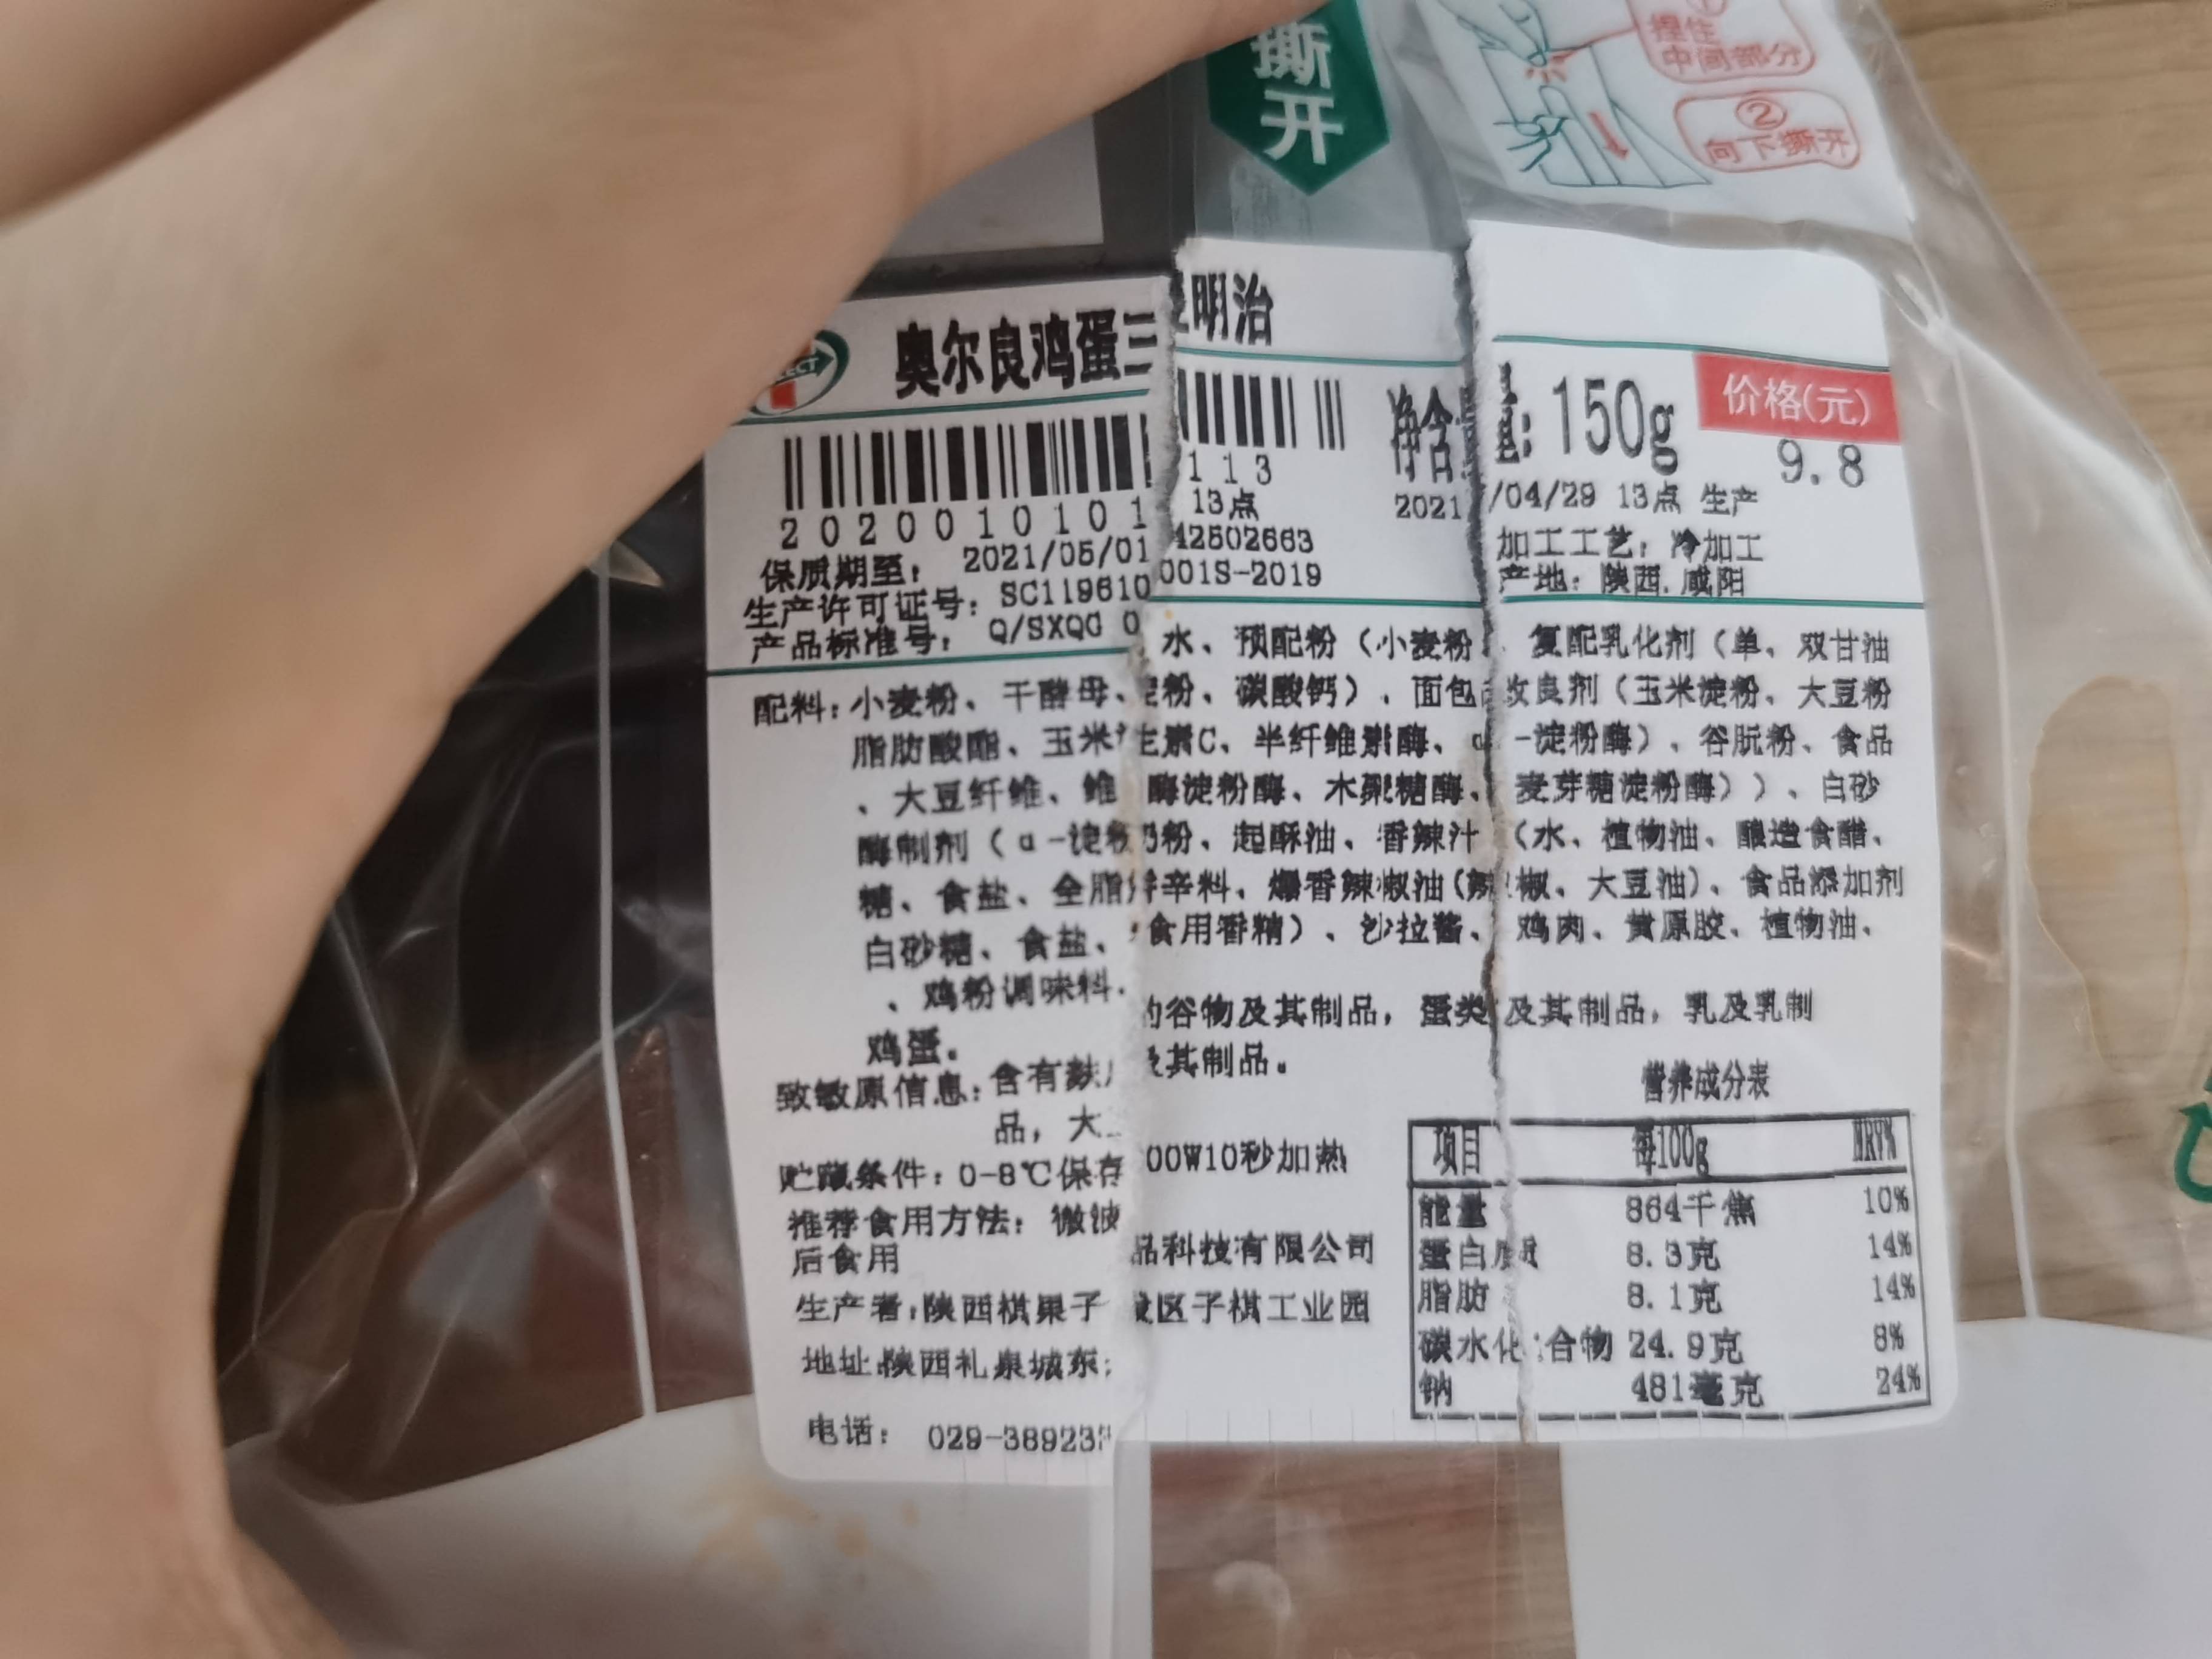 撕
开
捏住
中间部分
②
向下撕开
奥尔良鸡蛋三明治
价格(元)
净含量: 150g
9.8
2020010101113
2021/04/29 13点 生产
保质期至: 2021/05/01 13点
加工工艺: 冷加工
生产许可证号: SC11961042502663
产地: 陕西.咸阳
产品标准号: Q/SXQG 0001S-2019
配料: 小麦粉、干酵母、水、预配粉(小麦粉、复配乳化剂(单、双甘油
脂肪酸酯、玉米淀粉、碳酸钙)、面包改良剂(玉米淀粉、大豆粉
、大豆纤维、维生素C、半纤维素酶、α-淀粉酶)、谷朊粉、食品
酶制剂(α-淀粉酶淀粉酶、木聚糖酶、麦芽糖淀粉酶))、白砂
糖、食盐、全脂奶粉、起酥油、香辣汁(水、植物油、酿造食醋、
白砂糖、食盐、香辛料、爆香辣椒油(辣椒、大豆油)、食品添加剂
、鸡粉调味料、食用香精)、沙拉酱、鸡肉、黄原胶、植物油、
鸡蛋。
致敏原信息: 含有麸质的谷物及其制品, 蛋类及其制品, 乳及乳制
品, 大豆及其制品。
贮藏条件: 0-8℃保存
推荐食用方法: 微波 00W10秒加热
后食用
生产者: 陕西棋果子 品科技有限公司
地址: 陕西礼泉城东 区子祺工业园
电话: 029-38923
营养成分表
项目 每100g NRV%
能量 864千焦 10%
蛋白质 8.3克 14%
脂肪 8.1克 14%
碳水化合物 24.9克 8%
钠 481毫克 24%